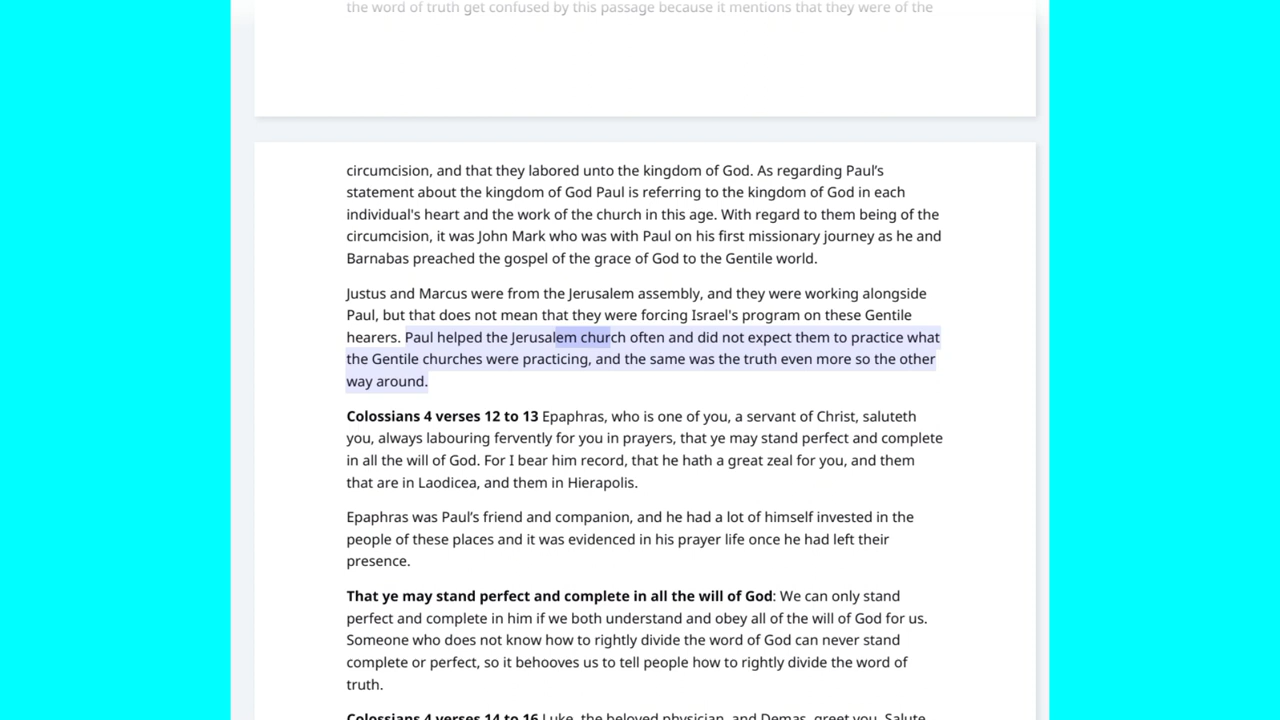 the word of truth get confused by this passage because it mentions that they were of the
circumcision, and that they labored unto the kingdom of God. As regarding Paul’s
statement about the kingdom of God Paul is referring to the kingdom of God in each
individual's heart and the work of the church in this age. With regard to them being of the
circumcision, it was John Mark who was with Paul on his first missionary journey as he and
Barnabas preached the gospel of the grace of God to the Gentile world.
Justus and Marcus were from the Jerusalem assembly, and they were working alongside
Paul, but that does not mean that they were forcing Israel's program on these Gentile
hearers. Paul helped the Jerusalem church often and did not expect them to practice what
the Gentile churches were practicing, and the same was the truth even more so the other
way around.
Colossians 4 verses 12 to 13 Epaphras, who is one of you, a servant of Christ, saluteth
you, always labouring fervently for you in prayers, that ye may stand perfect and complete
in all the will of God. For I bear him record, that he hath a great zeal for you, and them
that are in Laodicea, and them in Hierapolis.
Epaphras was Paul’s friend and companion, and he had a lot of himself invested in the
people of these places and it was evidenced in his prayer life once he had left their
presence.
That ye may stand perfect and complete in all the will of God: We can only stand
perfect and complete in him if we both understand and obey all of the will of God for us.
Someone who does not know how to rightly divide the word of God can never stand
complete or perfect, so it behooves us to tell people how to rightly divide the word of
truth.
Colossians 4 verses 14 to 16 Luke, the beloved physician, and Demas, greet you. Salute